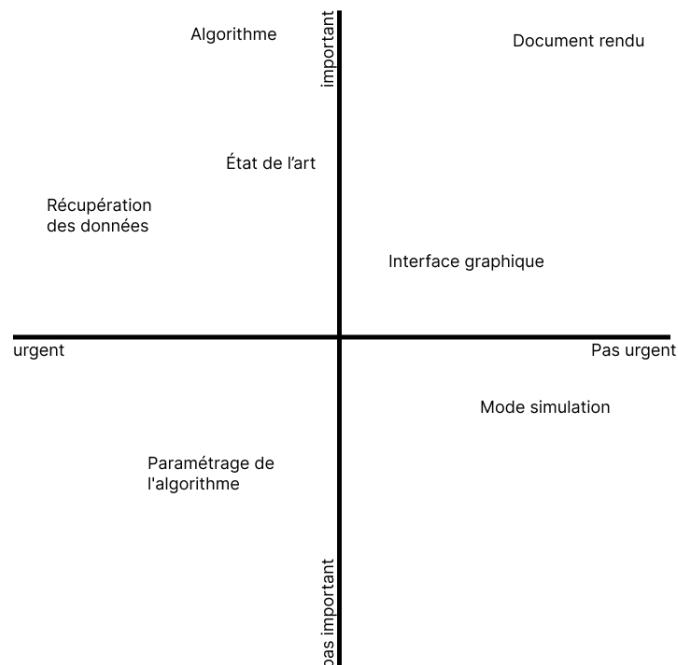 Algorithme
important
Document rendu
État de l’art
Récupération
des données
Interface graphique
urgent
Pas urgent
Mode simulation
Paramétrage de
l'algorithme
pas important